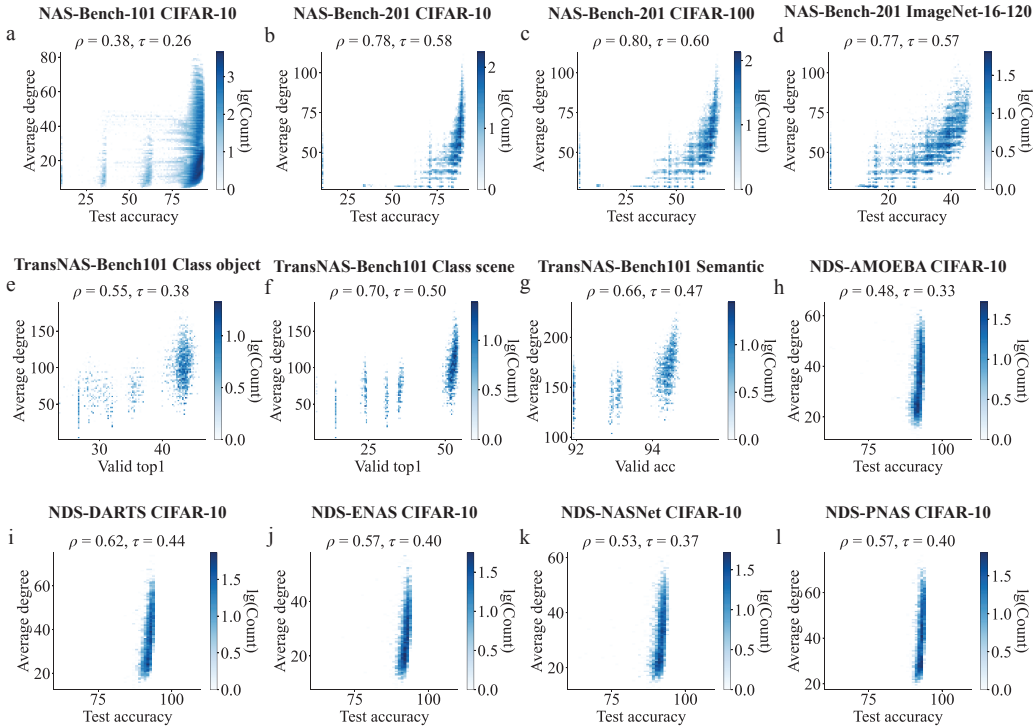 NAS-Bench-101 CIFAR-10
a
ρ = 0.38, τ = 0.26
Average degree
80
60
40
20
25
50
75
Test accuracy
3
2
1
0
lg(Count)
NAS-Bench-201 CIFAR-10
b
ρ = 0.78, τ = 0.58
Average degree
100
75
50
25
50
75
Test accuracy
2
1
0
lg(Count)
NAS-Bench-201 CIFAR-100
c
ρ = 0.80, τ = 0.60
Average degree
100
75
50
25
50
Test accuracy
2
1
0
lg(Count)
NAS-Bench-201 ImageNet-16-120
d
ρ = 0.77, τ = 0.57
Average degree
100
75
50
20
40
Test accuracy
1.5
1.0
0.5
0.0
lg(Count)
TransNAS-Bench101 Class object
e
ρ = 0.55, τ = 0.38
Average degree
150
100
50
30
40
Valid top1
1.0
0.5
0.0
lg(Count)
TransNAS-Bench101 Class scene
f
ρ = 0.70, τ = 0.50
Average degree
150
100
50
25
50
Valid top1
1.0
0.5
0.0
lg(Count)
TransNAS-Bench101 Semantic
g
ρ = 0.66, τ = 0.47
Average degree
200
150
100
92
94
Valid acc
1.0
0.5
0.0
lg(Count)
NDS-AMOEBA CIFAR-10
h
ρ = 0.48, τ = 0.33
Average degree
60
40
20
75
100
Test accuracy
1.5
1.0
0.5
0.0
lg(Count)
NDS-DARTS CIFAR-10
i
ρ = 0.62, τ = 0.44
Average degree
60
40
20
75
100
Test accuracy
1.5
1.0
0.5
0.0
lg(Count)
NDS-ENAS CIFAR-10
j
ρ = 0.57, τ = 0.40
Average degree
40
20
75
100
Test accuracy
1.5
1.0
0.5
0.0
lg(Count)
NDS-NASNet CIFAR-10
k
ρ = 0.53, τ = 0.37
Average degree
60
40
20
75
100
Test accuracy
1.5
1.0
0.5
0.0
lg(Count)
NDS-PNAS CIFAR-10
l
ρ = 0.57, τ = 0.40
Average degree
60
40
20
75
100
Test accuracy
1.5
1.0
0.5
0.0
lg(Count)